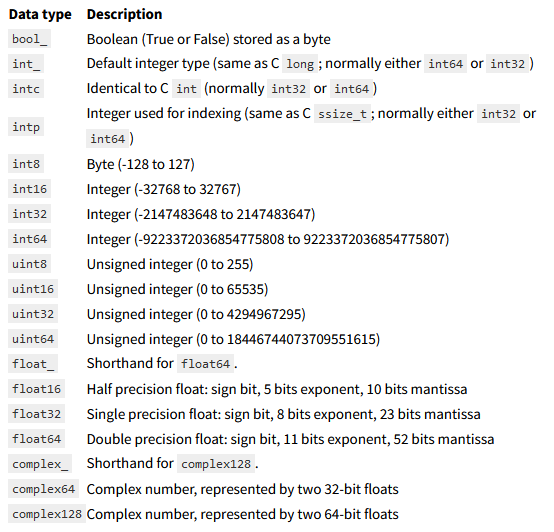 Data type Description
bool_ Boolean (True or False) stored as a byte
int_ Default integer type (same as C long ; normally either int64 or int32 )
intc Identical to C int (normally int32 or int64 )
intp Integer used for indexing (same as C ssize_t ; normally either int32 or
int64 )
int8 Byte (-128 to 127)
int16 Integer (-32768 to 32767)
int32 Integer (-2147483648 to 2147483647)
int64 Integer (-9223372036854775808 to 9223372036854775807)
uint8 Unsigned integer (0 to 255)
uint16 Unsigned integer (0 to 65535)
uint32 Unsigned integer (0 to 4294967295)
uint64 Unsigned integer (0 to 18446744073709551615)
float_ Shorthand for float64 .
float16 Half precision float: sign bit, 5 bits exponent, 10 bits mantissa
float32 Single precision float: sign bit, 8 bits exponent, 23 bits mantissa
float64 Double precision float: sign bit, 11 bits exponent, 52 bits mantissa
complex_ Shorthand for complex128 .
complex64 Complex number, represented by two 32-bit floats
complex128 Complex number, represented by two 64-bit floats